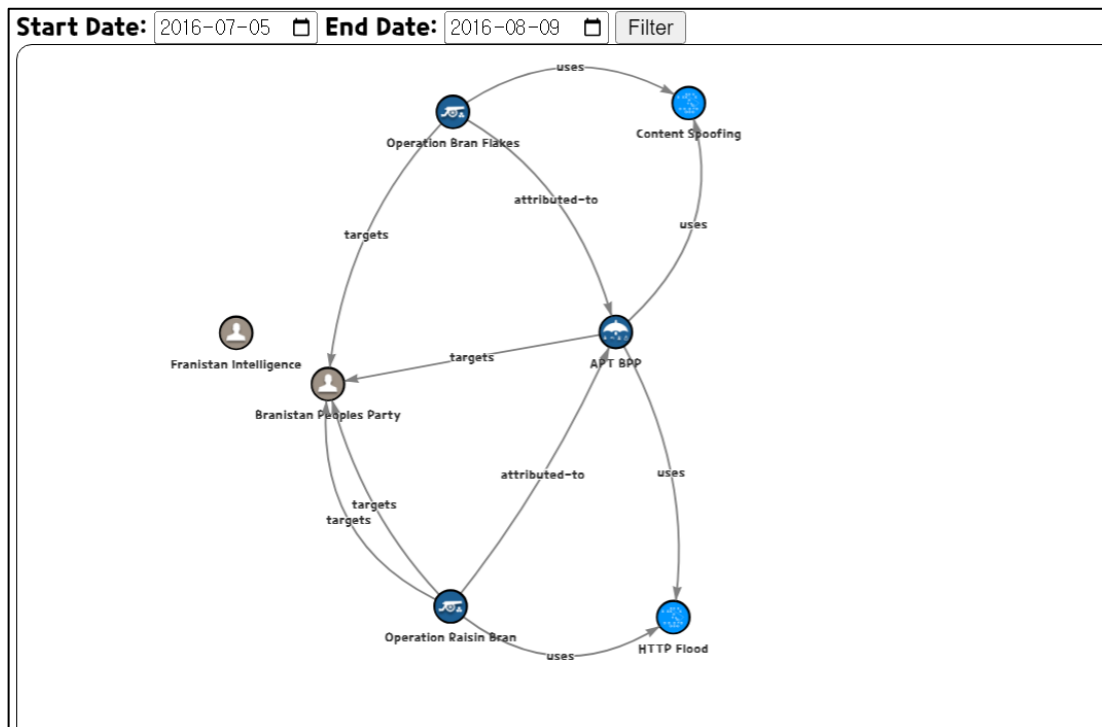 Start Date: 2016-07-05 End Date: 2016-08-09 Filter
uses
Content Spoofing
Operation Bran Flakes
attributed-to
uses
targets
Franistan Intelligence
targets
APT BPP
Branistan Peoples Party
attributed-to
uses
targets
targets
Operation Raisin Bran
HTTP Flood
uses